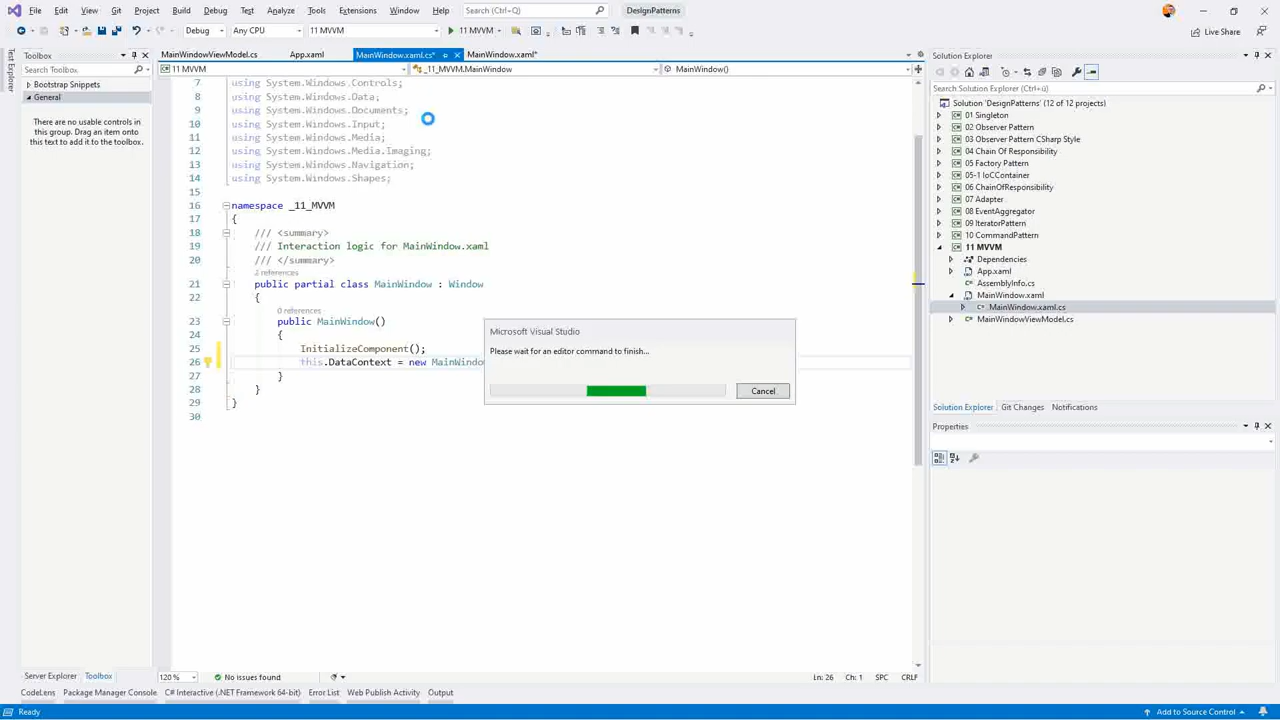 File Edit View Git Project Build Debug Test Analyze Tools Extensions Window Help Search (Ctrl+Q) DesignPatterns
Debug Any CPU 11 MVVM 11 MVVM Live Share
Test Explorer
Toolbox
Search Toolbox
Bootstrap Snippets
General
There are no usable controls in
this group. Drag an item onto
this text to add it to the toolbox.
Server Explorer Toolbox
MainWindowViewModel.cs App.xaml MainWindow.xaml.cs* MainWindow.xaml*
11 MVVM _11_MVVM.MainWindow MainWindow()
7 using System.Windows.Controls;
8 using System.Windows.Data;
9 using System.Windows.Documents;
10 using System.Windows.Input;
11 using System.Windows.Media;
12 using System.Windows.Media.Imaging;
13 using System.Windows.Navigation;
14 using System.Windows.Shapes;
15
16 namespace _11_MVVM
17 {
18 /// <summary>
19 /// Interaction logic for MainWindow.xaml
20 /// </summary>
2 references
21 public partial class MainWindow : Window
22 {
0 references
23 public MainWindow()
24 {
25 InitializeComponent();
26 this.DataContext = new MainWindow
27 }
28 }
29 }
30
Microsoft Visual Studio
Please wait for an editor command to finish...
Cancel
120 % No issues found Ln: 26 Ch: 1 SPC CRLF
Solution Explorer
Search Solution Explorer (Ctrl+ü)
Solution 'DesignPatterns' (12 of 12 projects)
01 Singleton
02 Observer Pattern
03 Observer Pattern CSharp Style
04 Chain Of Responsibility
05 Factory Pattern
05-1 IoCContainer
06 ChainOfResponsibility
07 Adapter
08 EventAggregator
09 IteratorPattern
10 CommandPattern
11 MVVM
Dependencies
App.xaml
AssemblyInfo.cs
MainWindow.xaml
MainWindow.xaml.cs
MainWindowViewModel.cs
Solution Explorer Git Changes Notifications
Properties
CodeLens Package Manager Console C# Interactive (.NET Framework 64-bit) Error List Web Publish Activity Output
Ready Add to Source Control